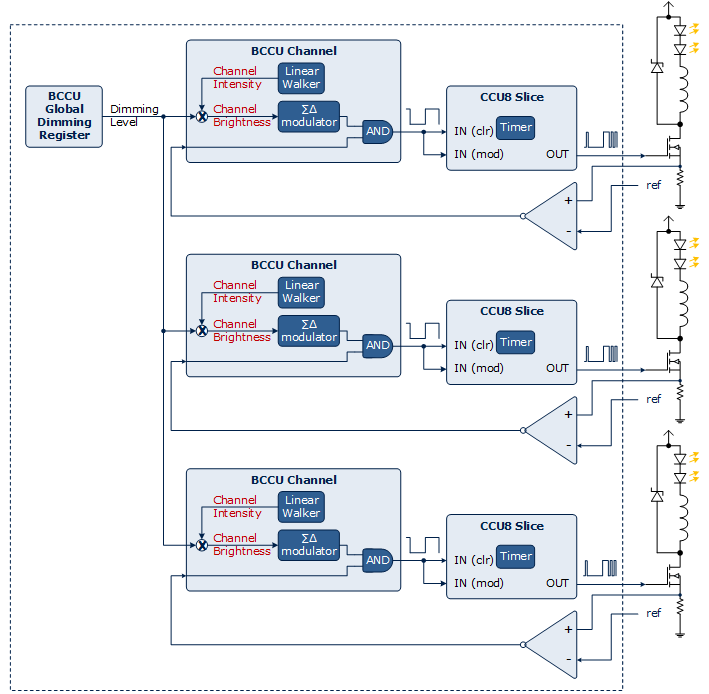 BCCU
Global
Dimming
Register
Dimming
Level
BCCU Channel
Channel
Intensity
Linear
Walker
Channel
Brightness
ΣΔ
modulator
AND
CCU8 Slice
IN (clr)
Timer
IN (mod)
OUT
+
-
ref
BCCU Channel
Channel
Intensity
Linear
Walker
Channel
Brightness
ΣΔ
modulator
AND
CCU8 Slice
IN (clr)
Timer
IN (mod)
OUT
+
-
ref
BCCU Channel
Channel
Intensity
Linear
Walker
Channel
Brightness
ΣΔ
modulator
AND
CCU8 Slice
IN (clr)
Timer
IN (mod)
OUT
+
-
ref